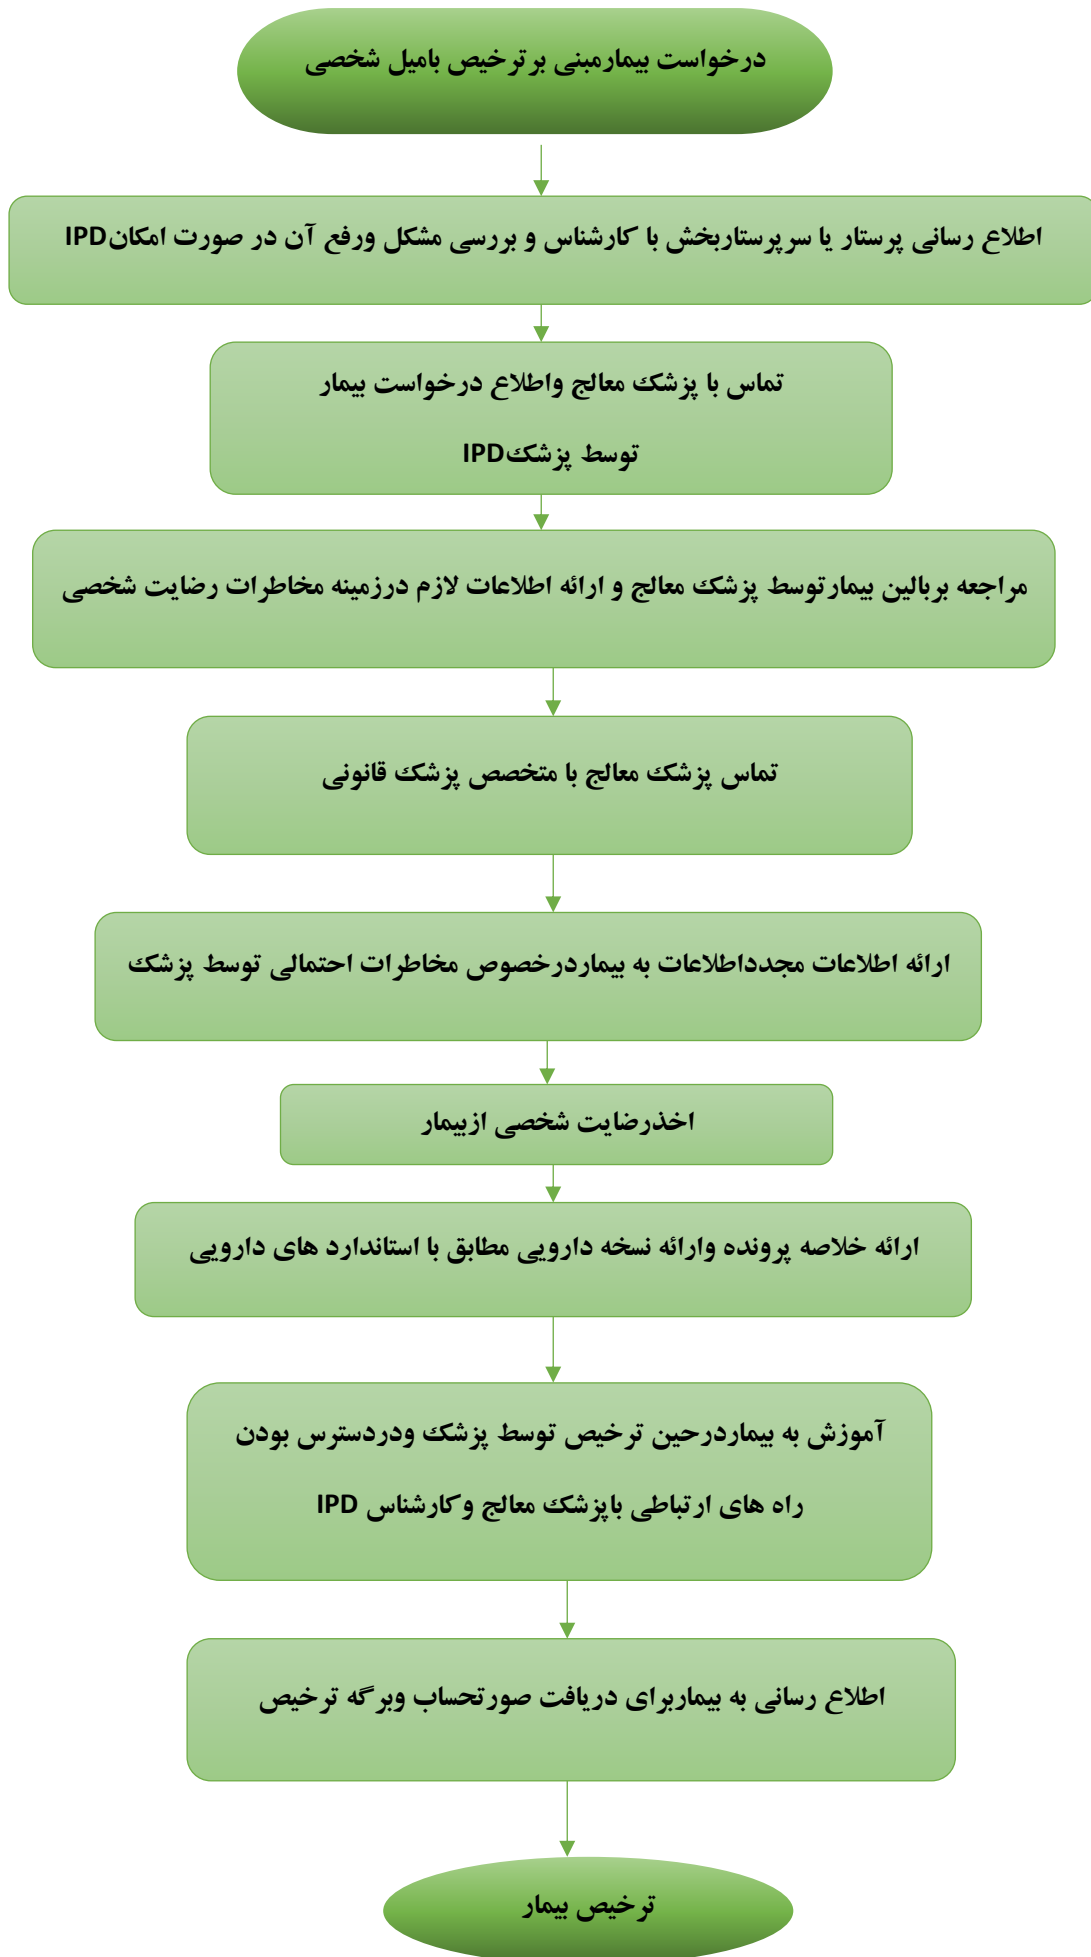 درخواست بیمارمبنی برترخیص بامیل شخصی
اطلاع رسانی پرستار یا سرپرستاربخش با کارشناس و بررسی مشکل ورفع آن در صورت امکانIPD
تماس با پزشک معالج واطلاع درخواست بیمار
توسط پزشکIPD
مراجعه بربالین بیمارتوسط پزشک معالج و ارائه اطلاعات لازم درزمینه مخاطرات رضایت شخصی
تماس پزشک معالج با متخصص پزشک قانونی
ارائه اطلاعات مجدداطلاعات به بیماردرخصوص مخاطرات احتمالی توسط پزشک
اخذرضایت شخصی ازبیمار
ارائه خلاصه پرونده وارائه نسخه دارویی مطابق با استاندارد های دارویی
آموزش به بیماردرحین ترخیص توسط پزشک ودردسترس بودن
راه های ارتباطی باپزشک معالج وکارشناس IPD
اطلاع رسانی به بیماربرای دریافت صورتحساب وبرگه ترخیص
ترخیص بیمار